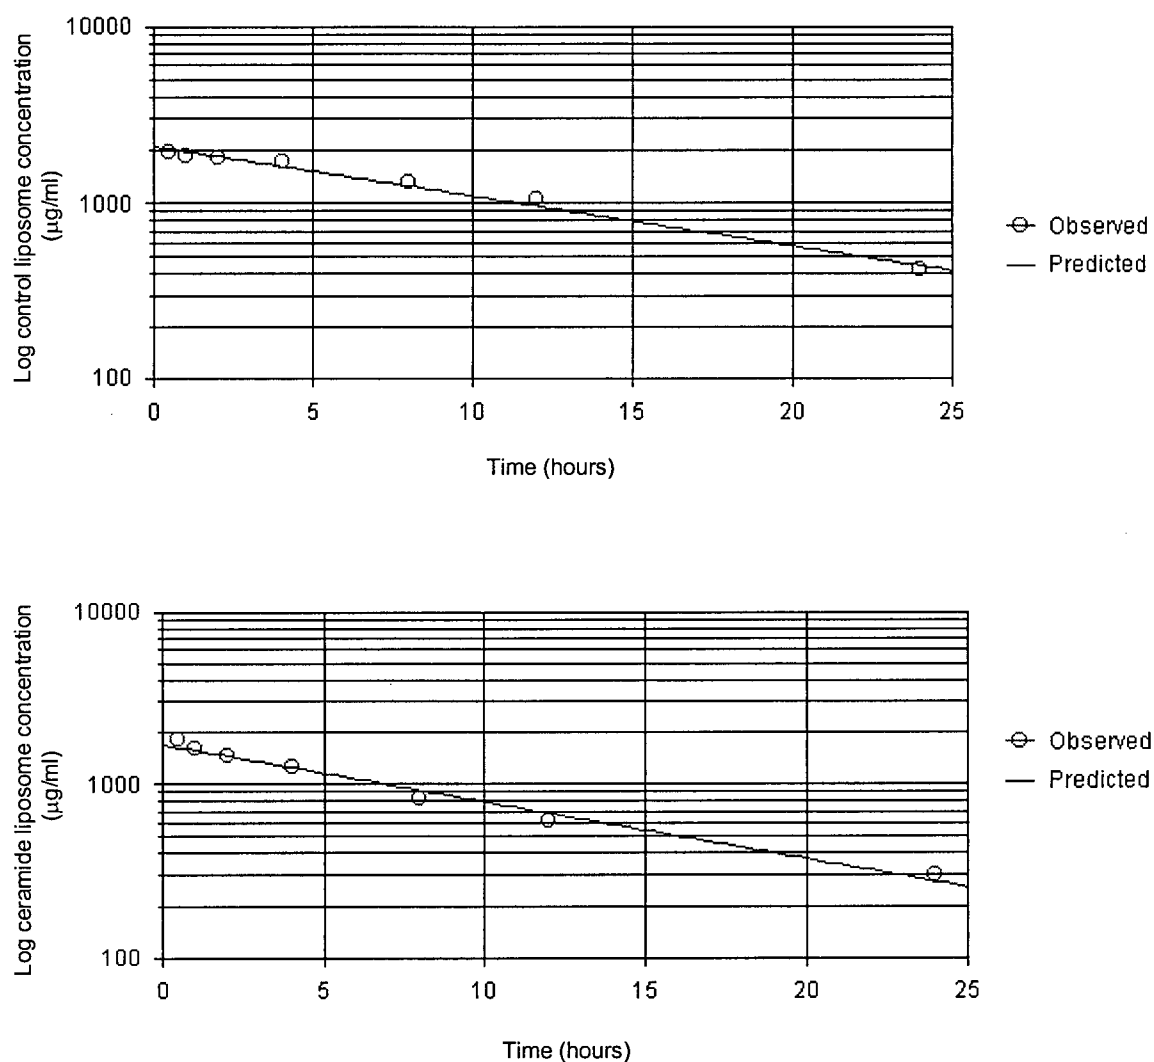 Log control liposome concentration
(µg/ml)
10000
1000
100
0 5 10 15 20 25
Time (hours)
Observed
Predicted
Log ceramide liposome concentration
(µg/ml)
10000
1000
100
0 5 10 15 20 25
Time (hours)
Observed
Predicted